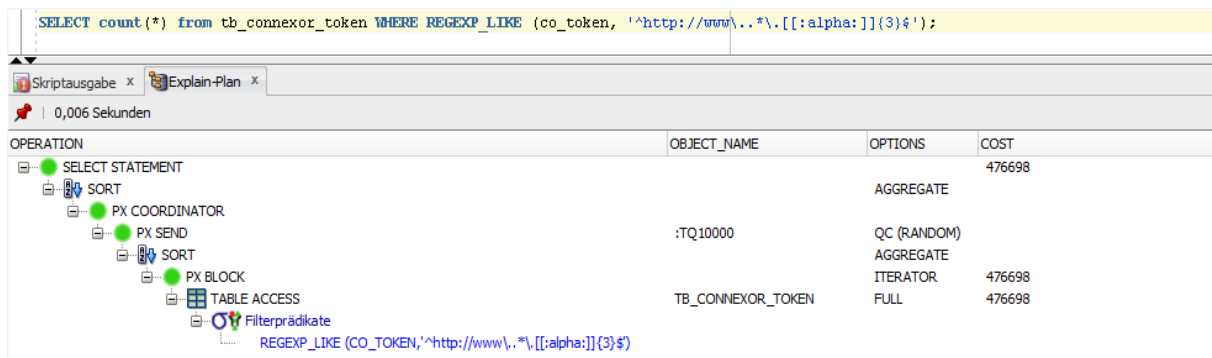 SELECT count(*) from tb_connexor_token WHERE REGEXP_LIKE (co_token, '^http://www\..*\.[[:alpha:]]{3}$');
Skriptausgabe x Explain-Plan x
0,006 Sekunden
OPERATION OBJECT_NAME OPTIONS COST
SELECT STATEMENT 476698
SORT AGGREGATE
PX COORDINATOR
PX SEND :TQ10000 QC (RANDOM)
SORT AGGREGATE
PX BLOCK ITERATOR 476698
TABLE ACCESS TB_CONNEXOR_TOKEN FULL 476698
Filterprädikate
REGEXP_LIKE (CO_TOKEN,'^http://www\..*\.[[:alpha:]]{3}$')